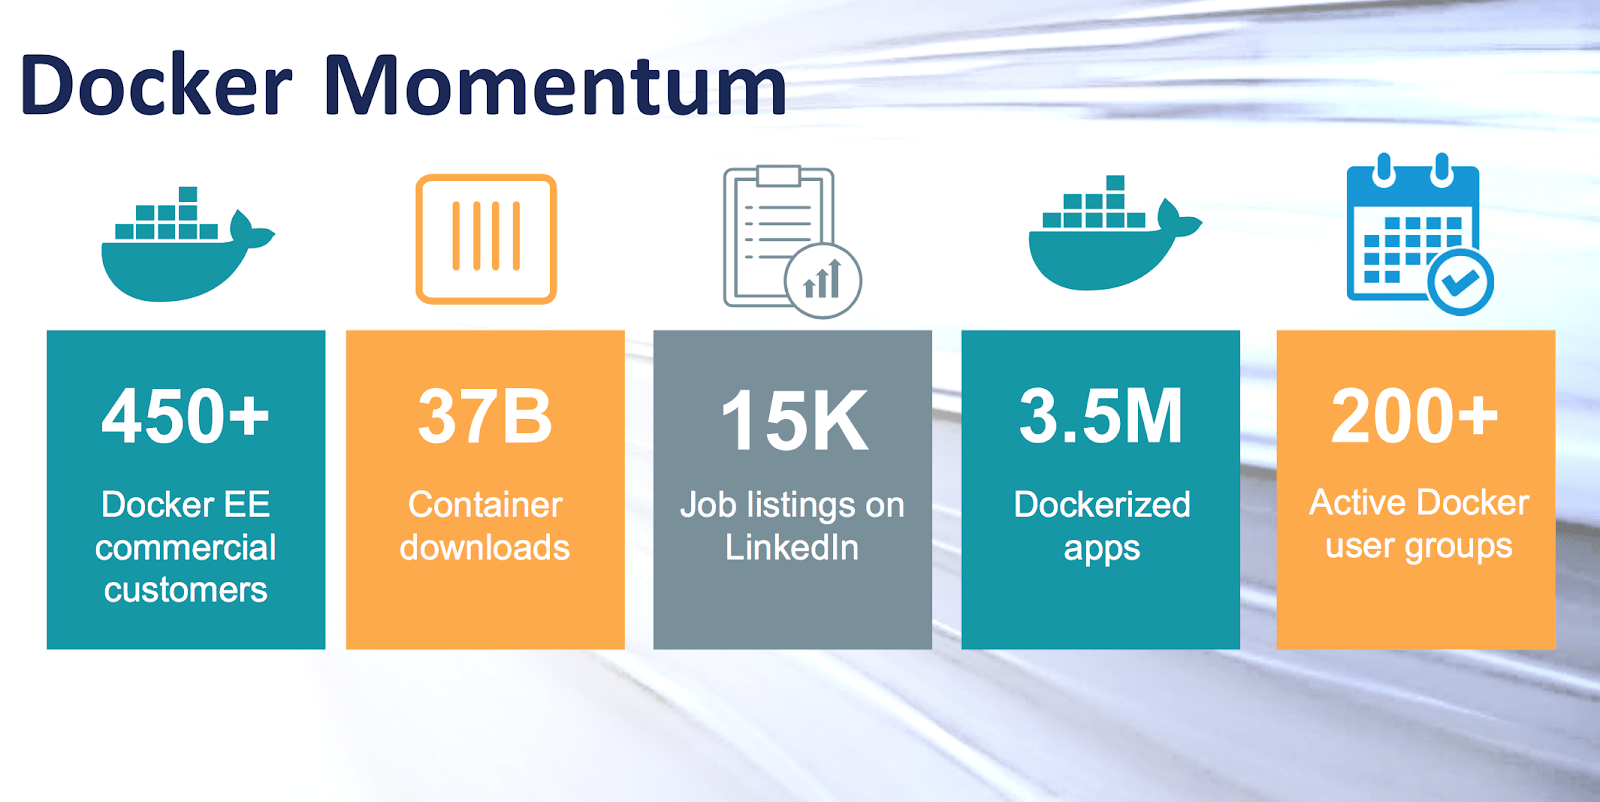 Docker Momentum
450+
Docker EE
commercial
customers
37B
Container
downloads
15K
Job listings on
LinkedIn
3.5M
Dockerized
apps
200+
Active Docker
user groups